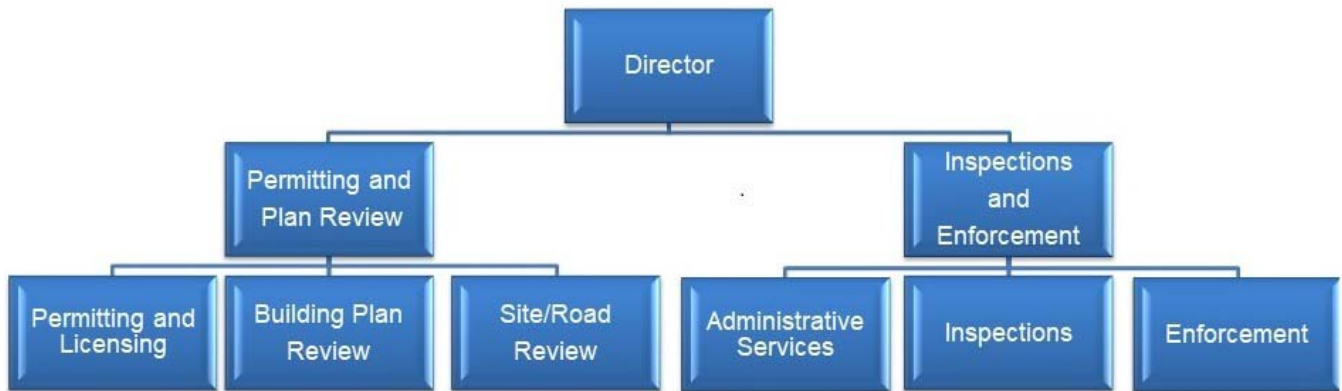 Director
Permitting and
Plan Review
Inspections
and
Enforcement
Permitting and
Licensing
Building Plan
Review
Site/Road
Review
Administrative
Services
Inspections
Enforcement